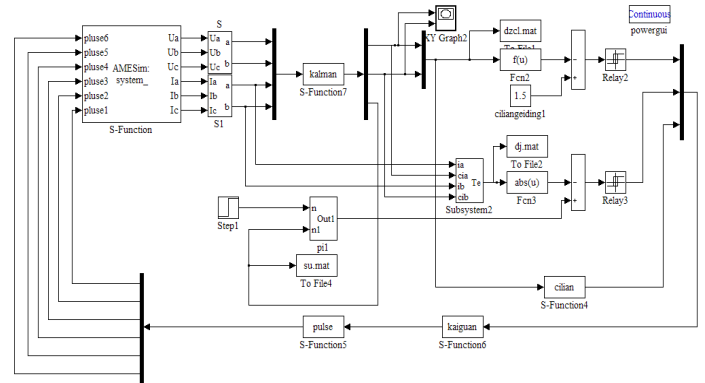 pluse6
pluse5
pluse4
pluse3
pluse2
pluse1
AMESim:
system_
Ua
Ub
Uc
Ia
Ib
Ic
S-Function
S
Ua
Ub
Uc
a
b
Ia
Ib
Ic
a
b
S1
kalman
S-Function7
XY Graph2
dzcl.mat
To File1
f(u)
Fcn2
1.5
ciliangeiding1
Relay2
Continuous
powergui
ia
cia
ib
cib
Te
Subsystem2
dj.mat
To File2
abs(u)
Fcn3
Relay3
Step1
n
n1
Out1
pi1
su.mat
To File4
cilian
S-Function4
pulse
S-Function5
kaiguan
S-Function6